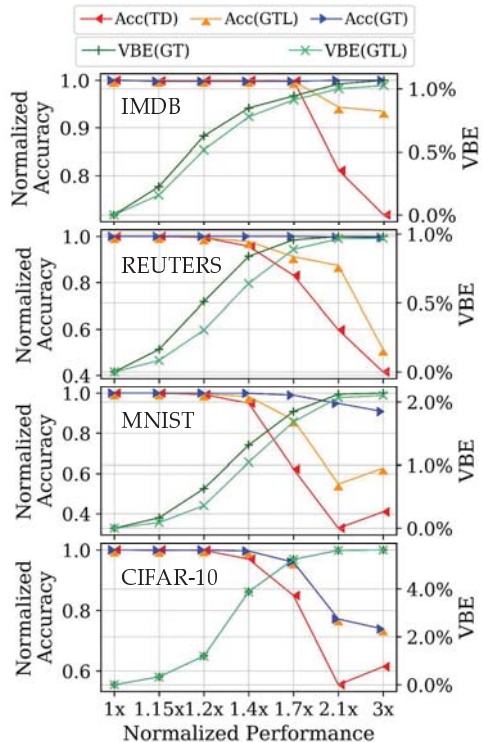 Acc(TD) Acc(GTL) Acc(GT)
VBE(GT) VBE(GTL)
1.0 1.0%
IMDB
0.9
0.5%
0.8
0.0%
Normalized
Accuracy
VBE
1.0 1.0%
REUTERS
0.8
0.5%
0.6
0.4 0.0%
Normalized
Accuracy
VBE
1.0 2.0%
MNIST
0.8
1.0%
0.6
0.4 0.0%
Normalized
Accuracy
VBE
1.0
CIFAR-10
4.0%
0.8
2.0%
0.6 0.0%
Normalized
Accuracy
VBE
1x 1.15x 1.2x 1.4x 1.7x 2.1x 3x
Normalized Performance